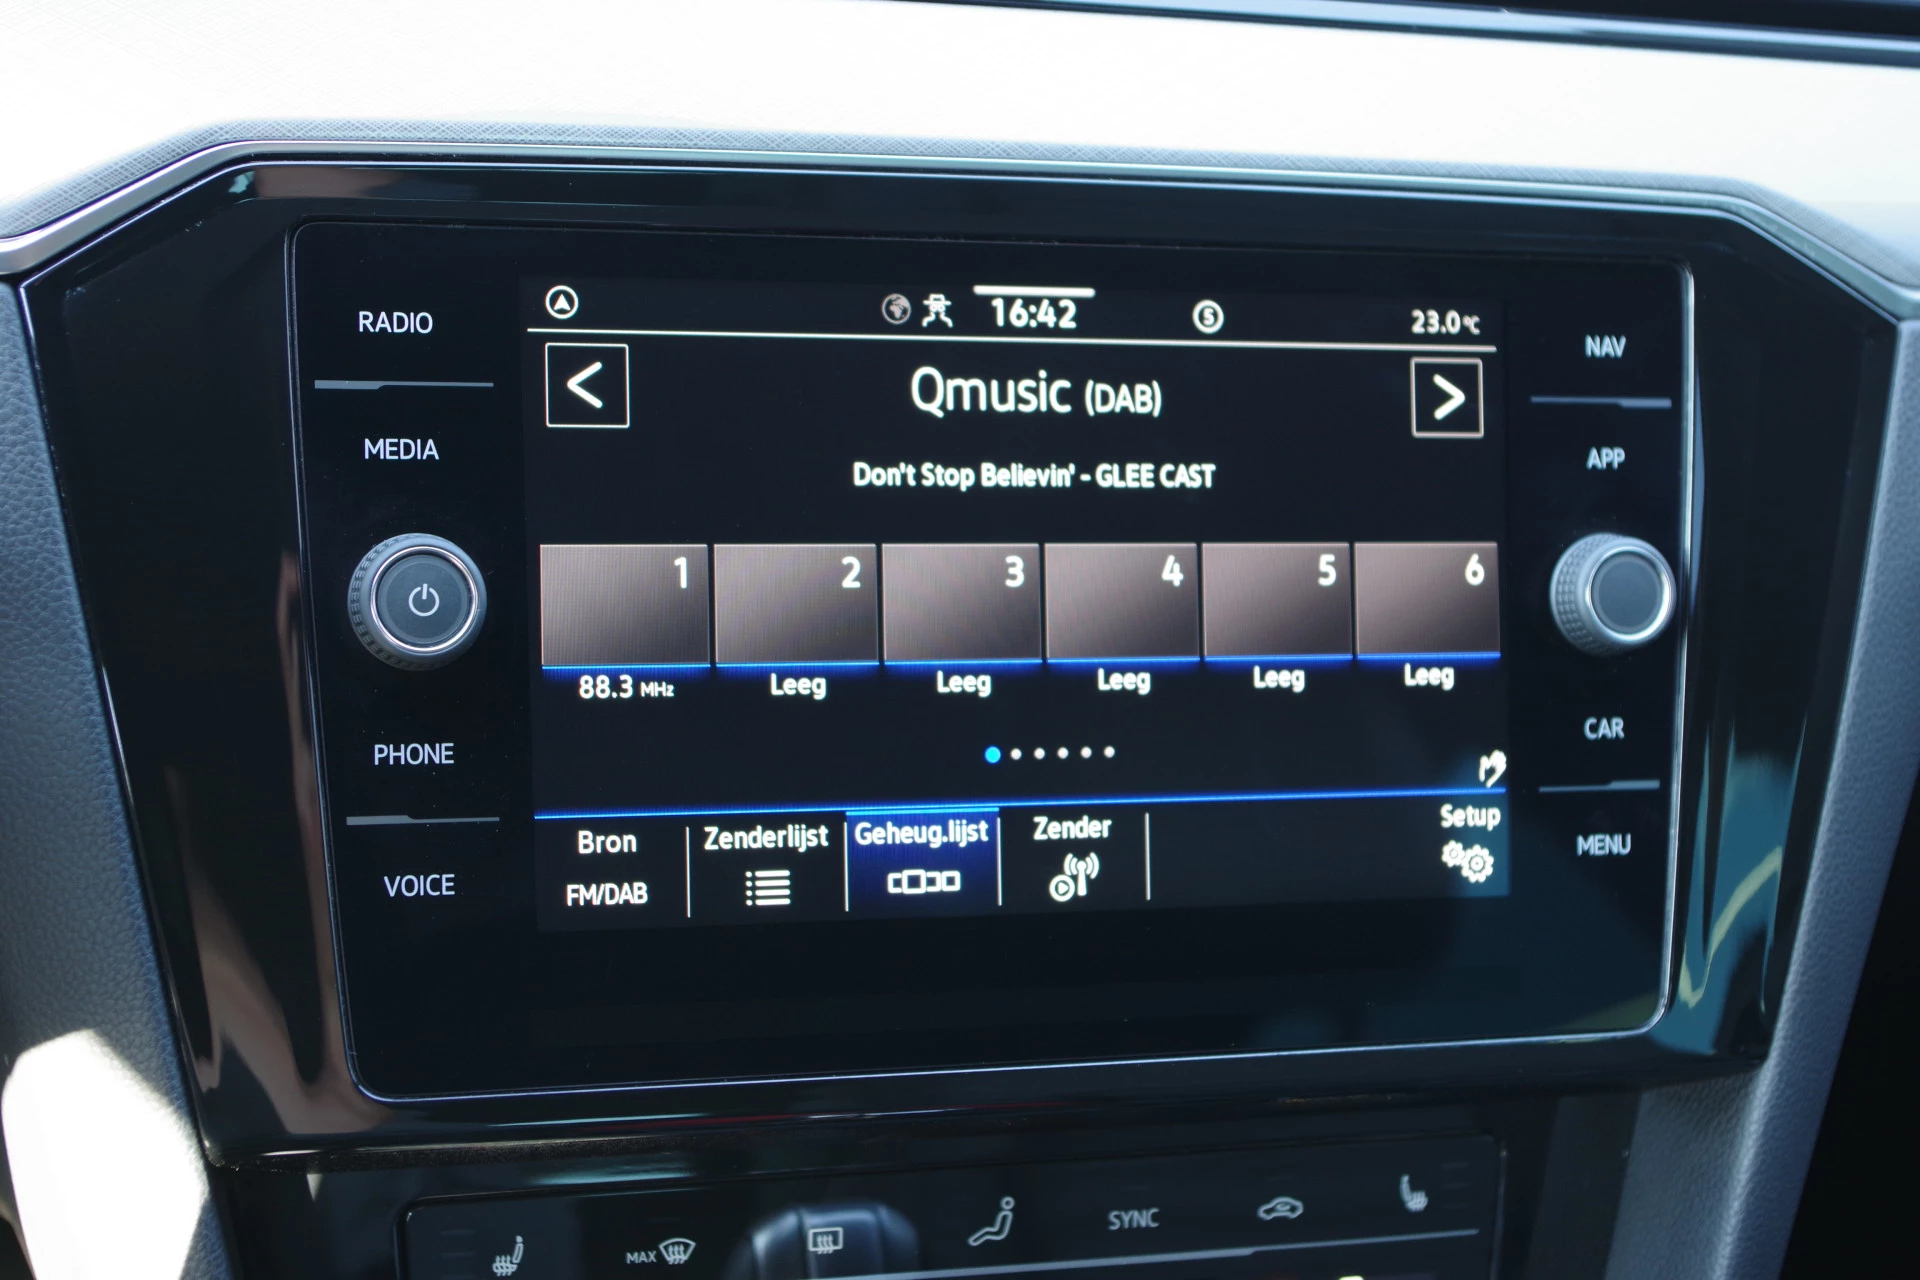 RADIO
MEDIA
PHONE
VOICE
16:42
S
23.0 °C
< Qmusic (DAB) >
Don't Stop Believin' - GLEE CAST
1 2 3 4 5 6
88.3 MHz Leeg Leeg Leeg Leeg Leeg
Bron Zenderlijst Geheug.lijst Zender Setup
FM/DAB
NAV
APP
CAR
MENU
MAX SYNC